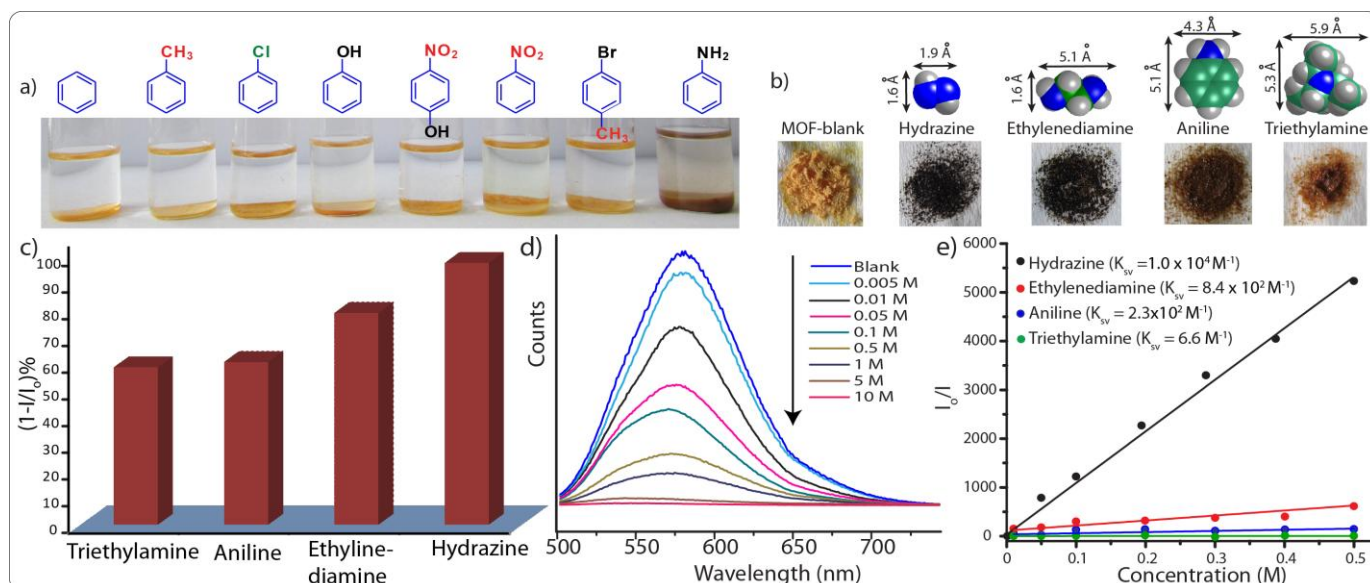 a)
CH₃
Cl
OH
NO₂
OH
NO₂
Br
CH₃
NH₂
b)
MOF-blank
1.9 Å
1.6 Å
Hydrazine
5.1 Å
1.6 Å
Ethylenediamine
4.3 Å
5.1 Å
Aniline
5.9 Å
5.3 Å
Triethylamine
c)
(1-I/Iₒ)%
100
90
80
70
60
50
40
30
20
10
0
Triethylamine
Aniline
Ethyline-
diamine
Hydrazine
d)
Counts
Blank
0.005 M
0.01 M
0.05 M
0.1 M
0.5 M
1 M
5 M
10 M
500
550
600
650
700
Wavelength (nm)
e)
Iₒ/I
6000
5000
4000
3000
2000
1000
0
Hydrazine (Kₛᵥ =1.0 x 10⁴ M⁻¹)
Ethylenediamine (Kₛᵥ = 8.4 x 10² M⁻¹)
Aniline (Kₛᵥ = 2.3x10² M⁻¹)
Triethylamine (Kₛᵥ = 6.6 M⁻¹)
0.0
0.1
0.2
0.3
0.4
0.5
Concentration (M)